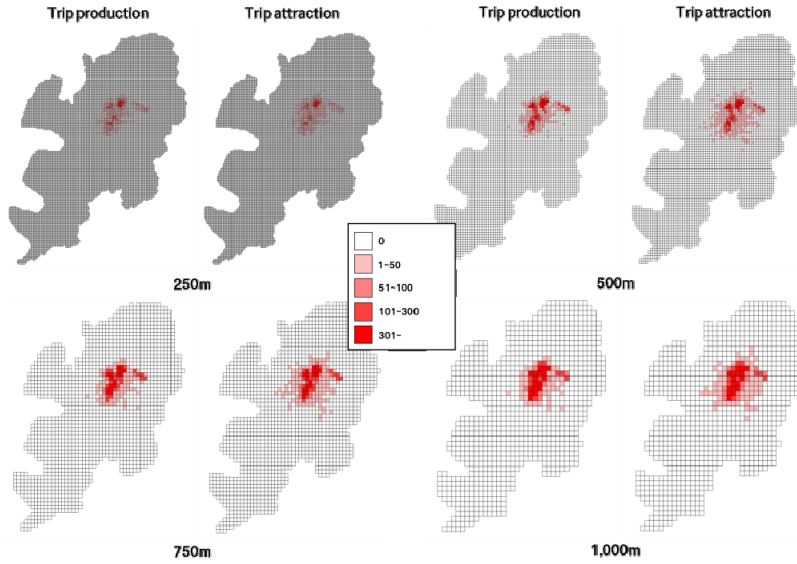 Trip production
Trip attraction
Trip production
Trip attraction
250m
500m
0
1~50
51~100
101~300
301~
750m
1,000m